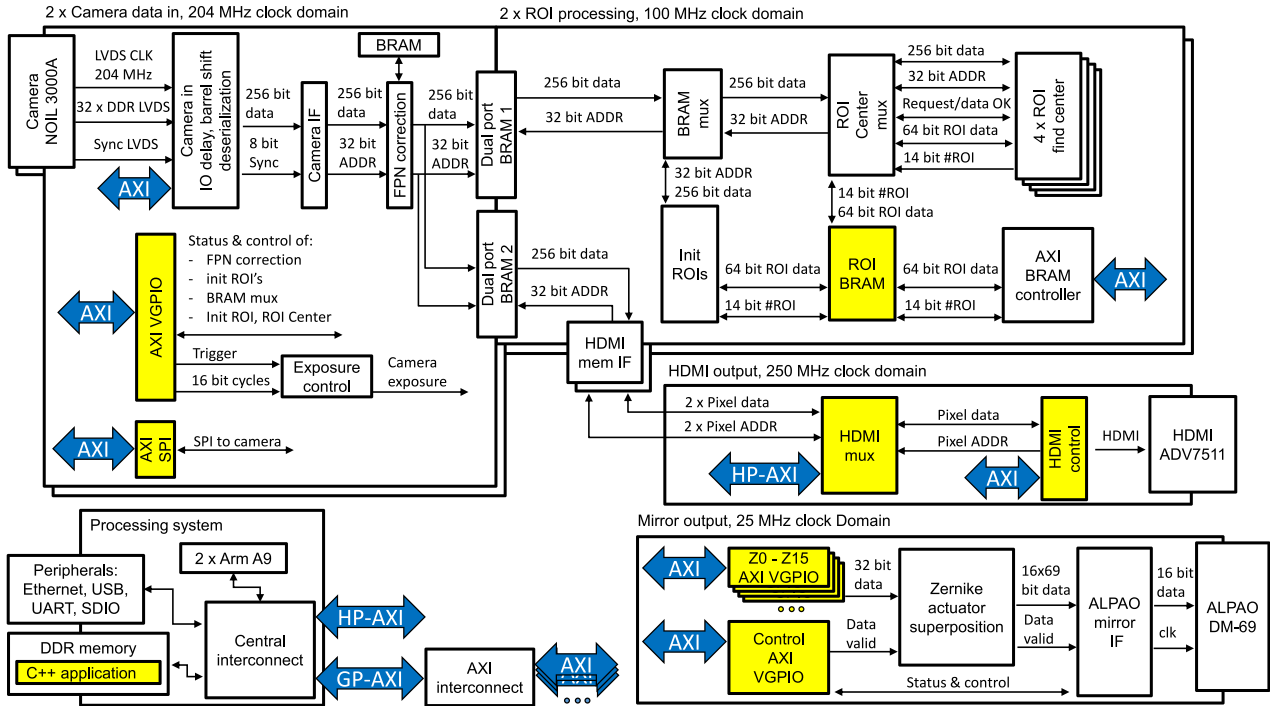 2 x Camera data in, 204 MHz clock domain
2 x ROI processing, 100 MHz clock domain
Camera
NOIL 3000A
LVDS CLK
204 MHz
32 x DDR LVDS
Sync LVDS
AXI
Camera in
IO delay, barrel shift
deserialization
256 bit
data
8 bit
Sync
Camera IF
256 bit
data
32 bit
ADDR
BRAM
FPN correction
256 bit
data
32 bit
ADDR
Dual port
BRAM 1
256 bit data
32 bit ADDR
BRAM
mux
256 bit data
32 bit ADDR
ROI
Center
mux
256 bit data
32 bit ADDR
Request/data OK
64 bit ROI data
14 bit #ROI
4 x ROI
find center
32 bit ADDR
256 bit data
14 bit #ROI
64 bit ROI data
Dual port
BRAM 2
256 bit data
32 bit ADDR
Init
ROIs
64 bit ROI data
14 bit #ROI
ROI
BRAM
64 bit ROI data
14 bit #ROI
AXI
BRAM
controller
AXI
AXI
AXI VGPIO
Status & control of:
- FPN correction
- init ROI's
- BRAM mux
- Init ROI, ROI Center
Trigger
16 bit cycles
Exposure
control
Camera
exposure
AXI
AXI
SPI
SPI to camera
HDMI
mem IF
HDMI output, 250 MHz clock domain
2 x Pixel data
2 x Pixel ADDR
HP-AXI
HDMI
mux
Pixel data
Pixel ADDR
AXI
HDMI
control
HDMI
HDMI
ADV7511
Processing system
2 x Arm A9
Peripherals:
Ethernet, USB,
UART, SDIO
DDR memory
C++ application
Central
interconnect
HP-AXI
GP-AXI
AXI
interconnect
AXI
Mirror output, 25 MHz clock Domain
AXI
Z0 - Z15
AXI VGPIO
32 bit
data
AXI
Control
AXI
VGPIO
Data
valid
Zernike
actuator
superposition
16x69
bit data
Data
valid
ALPAO
mirror
IF
16 bit
data
clk
ALPAO
DM-69
Status & control